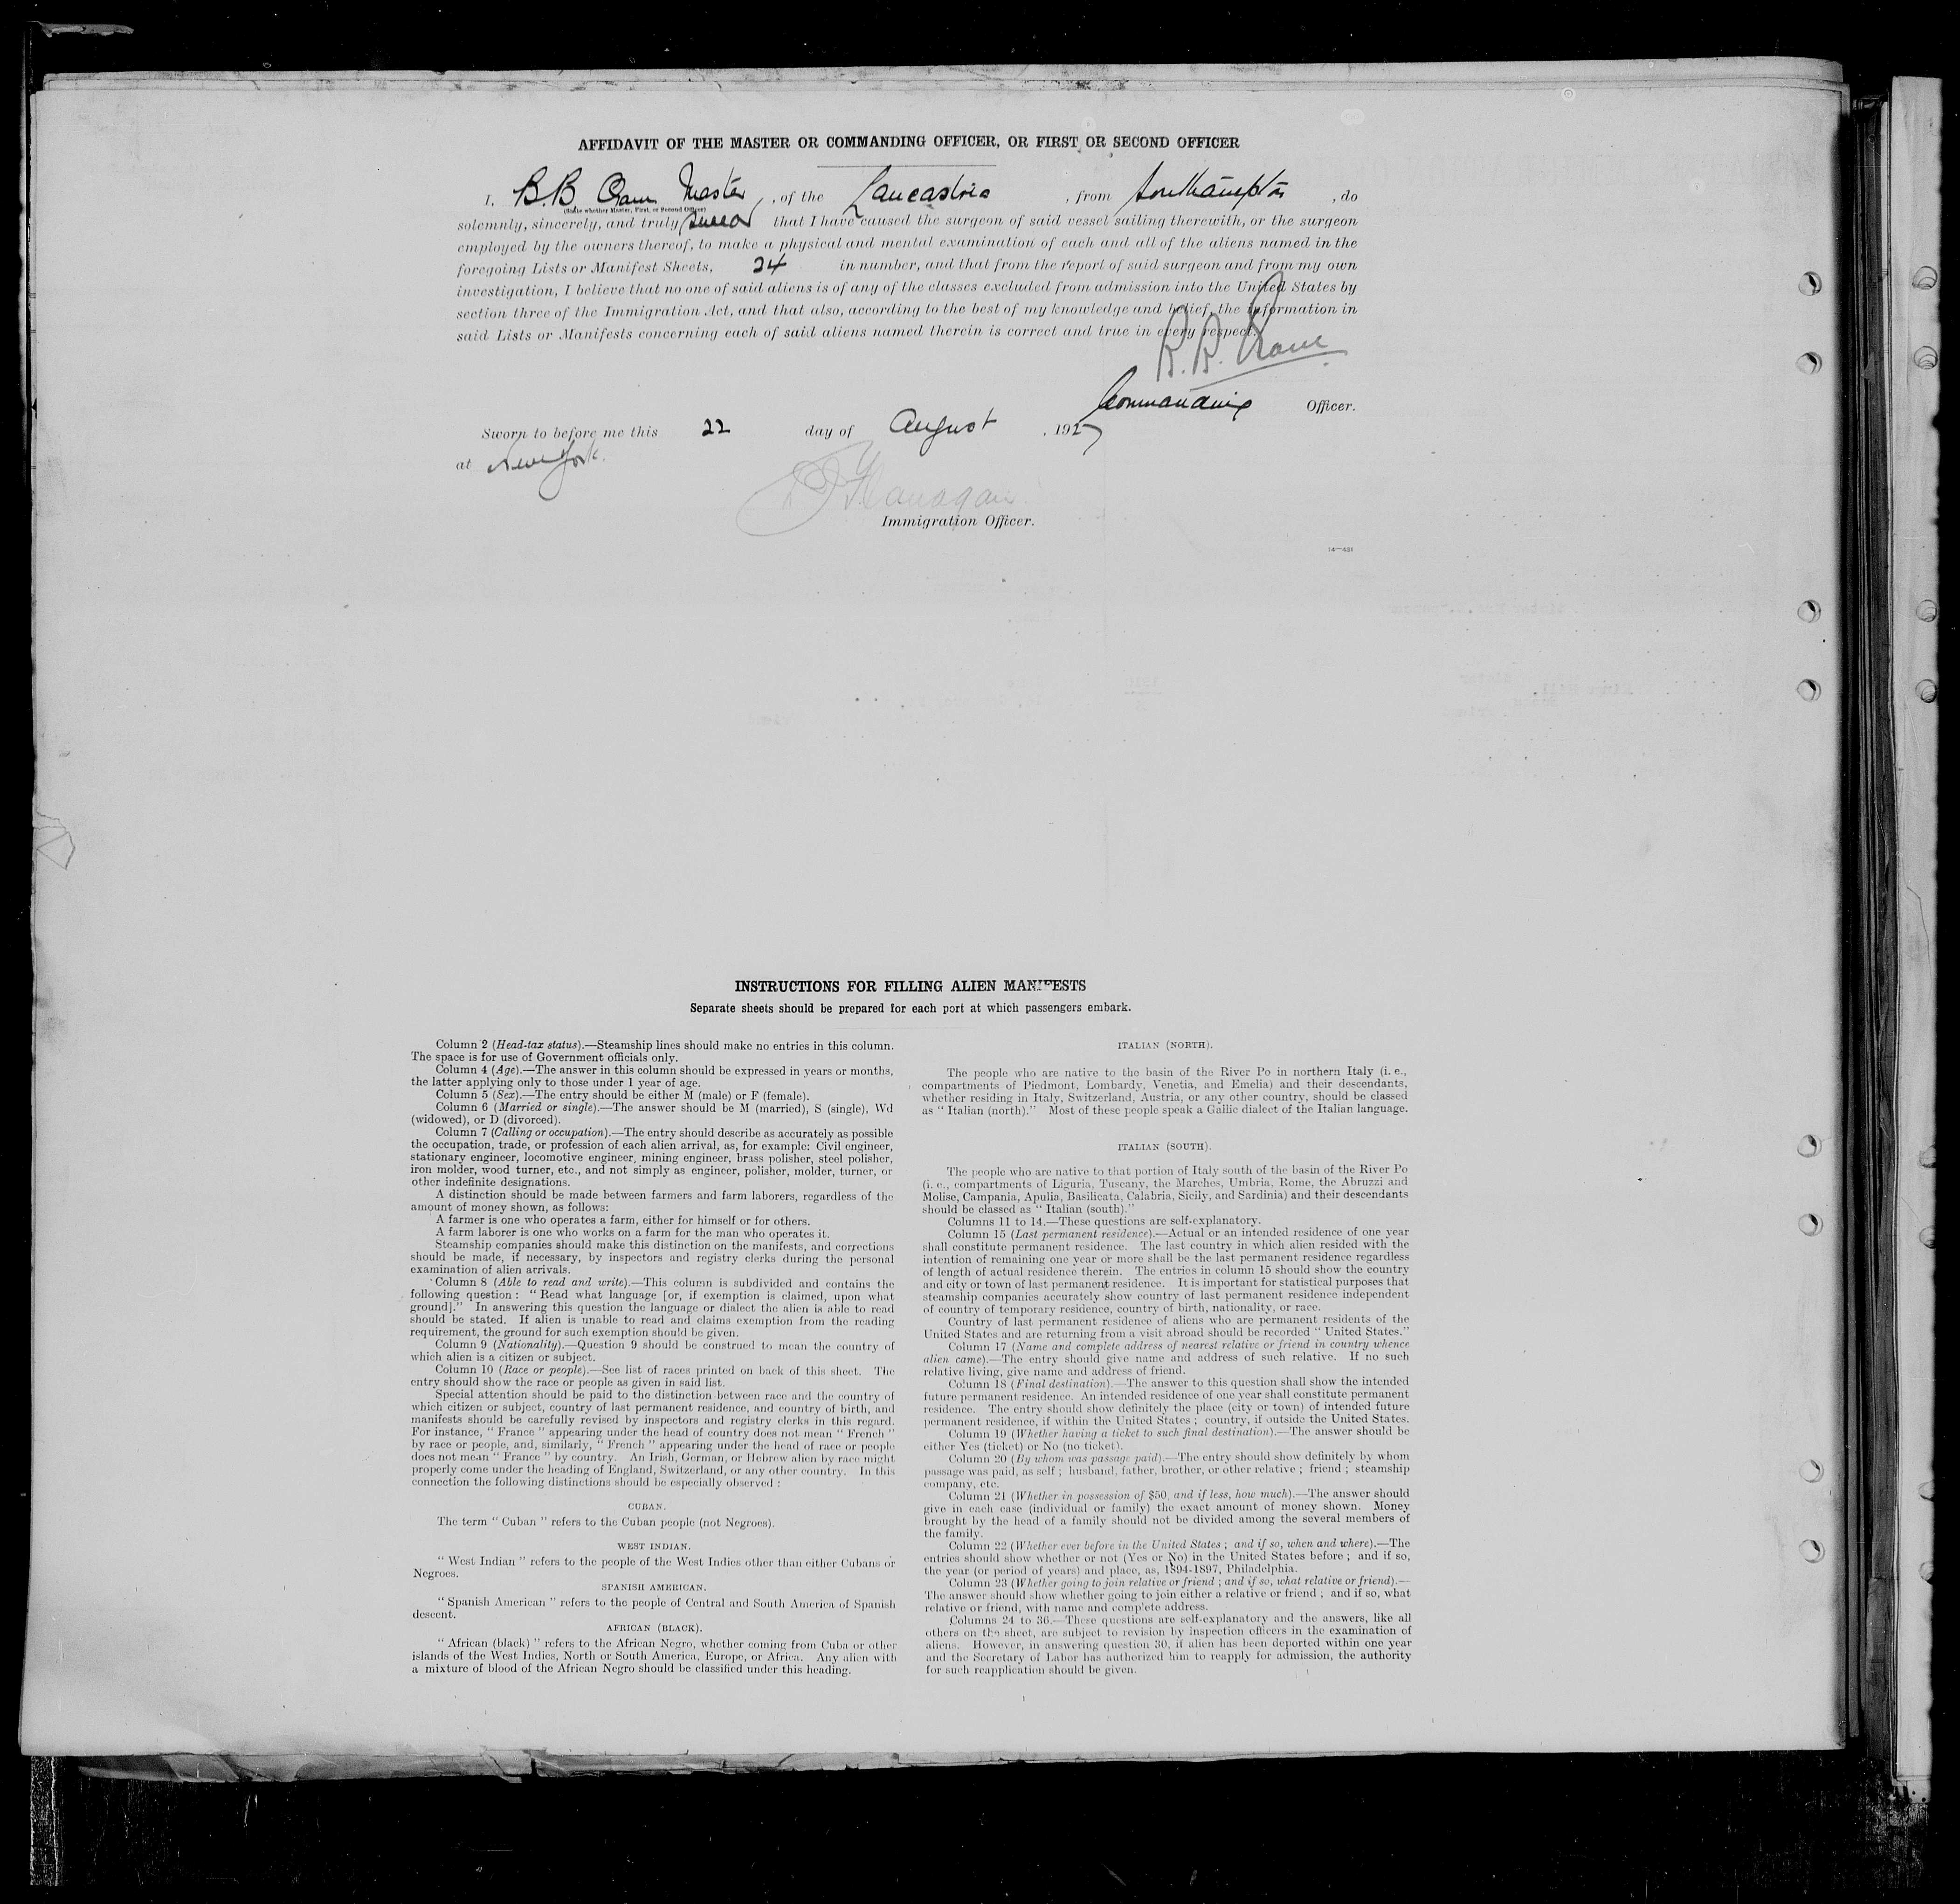 AFFIDAVIT OF THE MASTER OR COMMANDING OFFICER, OR FIRST OR SECOND OFFICER
I, B.B Oram Master, of the Lancastria, from Southampton, do
(State whether Master, First, or Second Officer)
solemnly, sincerely, and truly swear that I have caused the surgeon of said vessel sailing therewith, or the surgeon
employed by the owners thereof, to make a physical and mental examination of each and all of the aliens named in the
foregoing Lists or Manifest Sheets, 24 in number, and that from the report of said surgeon and from my own
investigation, I believe that no one of said aliens is of any of the classes excluded from admission into the United States by
section three of the Immigration Act, and that also, according to the best of my knowledge and belief, the information in
said Lists or Manifests concerning each of said aliens named therein is correct and true in every respect.
B.B. Oram
Commanding Officer.
Sworn to before me this 22 day of August, 1927
at New York.
Flanagan
Immigration Officer.
14—451
INSTRUCTIONS FOR FILLING ALIEN MANIFESTS
Separate sheets should be prepared for each port at which passengers embark.
Column 2 (Head-tax status).—Steamship lines should make no entries in this column.
The space is for use of Government officials only.
Column 4 (Age).—The answer in this column should be expressed in years or months,
the latter applying only to those under 1 year of age.
Column 5 (Sex).—The entry should be either M (male) or F (female).
Column 6 (Married or single).—The answer should be M (married), S (single), Wd
(widowed), or D (divorced).
Column 7 (Calling or occupation).—The entry should describe as accurately as possible
the occupation, trade, or profession of each alien arrival, as, for example: Civil engineer,
stationary engineer, locomotive engineer, mining engineer, brass polisher, steel polisher,
iron molder, wood turner, etc., and not simply as engineer, polisher, molder, turner, or
other indefinite designations.
A distinction should be made between farmers and farm laborers, regardless of the
amount of money shown, as follows:
A farmer is one who operates a farm, either for himself or for others.
A farm laborer is one who works on a farm for the man who operates it.
Steamship companies should make this distinction on the manifests, and corrections
should be made, if necessary, by inspectors and registry clerks during the personal
examination of alien arrivals.
Column 8 (Able to read and write).—This column is subdivided and contains the
following question: "Read what language [or, if exemption is claimed, upon what
ground]." In answering this question the language or dialect the alien is able to read
should be stated. If alien is unable to read and claims exemption from the reading
requirement, the ground for such exemption should be given.
Column 9 (Nationality).—Question 9 should be construed to mean the country of
which alien is a citizen or subject.
Column 10 (Race or people).—See list of races printed on back of this sheet. The
entry should show the race or people as given in said list.
Special attention should be paid to the distinction between race and the country of
which citizen or subject, country of last permanent residence, and country of birth, and
manifests should be carefully revised by inspectors and registry clerks in this regard.
For instance, "France" appearing under the head of country does not mean "French"
by race or people, and, similarly, "French" appearing under the head of race or people
does not mean "France" by country. An Irish, German, or Hebrew alien by race might
properly come under the heading of England, Switzerland, or any other country. In this
connection the following distinctions should be especially observed:
CUBAN.
The term "Cuban" refers to the Cuban people (not Negroes).
WEST INDIAN.
"West Indian" refers to the people of the West Indies other than either Cubans or
Negroes.
SPANISH AMERICAN.
"Spanish American" refers to the people of Central and South America of Spanish
descent.
AFRICAN (BLACK).
"African (black)" refers to the African Negro, whether coming from Cuba or other
islands of the West Indies, North or South America, Europe, or Africa. Any alien with
a mixture of blood of the African Negro should be classified under this heading.
ITALIAN (NORTH).
The people who are native to the basin of the River Po in northern Italy (i. e.,
compartments of Piedmont, Lombardy, Venetia, and Emelia) and their descendants,
whether residing in Italy, Switzerland, Austria, or any other country, should be classed
as "Italian (north)." Most of these people speak a Gallic dialect of the Italian language.
ITALIAN (SOUTH).
The people who are native to that portion of Italy south of the basin of the River Po
(i. e., compartments of Liguria, Tuscany, the Marches, Umbria, Rome, the Abruzzi and
Molise, Campania, Apulia, Basilicata, Calabria, Sicily, and Sardinia) and their descendants
should be classed as "Italian (south)."
Columns 11 to 14.—These questions are self-explanatory.
Column 15 (Last permanent residence).—Actual or an intended residence of one year
shall constitute permanent residence. The last country in which alien resided with the
intention of remaining one year or more shall be the last permanent residence regardless
of length of actual residence therein. The entries in column 15 should show the country
and city or town of last permanent residence. It is important for statistical purposes that
steamship companies accurately show country of last permanent residence independent
of country of temporary residence, country of birth, nationality, or race.
Country of last permanent residence of aliens who are permanent residents of the
United States and are returning from a visit abroad should be recorded "United States."
Column 17 (Name and complete address of nearest relative or friend in country whence
alien came).—The entry should give name and address of such relative. If no such
relative living, give name and address of friend.
Column 18 (Final destination).—The answer to this question shall show the intended
future permanent residence. An intended residence of one year shall constitute permanent
residence. The entry should show definitely the place (city or town) of intended future
permanent residence, if within the United States; country, if outside the United States.
Column 19 (Whether having a ticket to such final destination).—The answer should be
either Yes (ticket) or No (no ticket).
Column 20 (By whom was passage paid).—The entry should show definitely by whom
passage was paid, as self; husband, father, brother, or other relative; friend; steamship
company, etc.
Column 21 (Whether in possession of $50, and if less, how much).—The answer should
give in each case (individual or family) the exact amount of money shown. Money
brought by the head of a family should not be divided among the several members of
the family.
Column 22 (Whether ever before in the United States; and if so, when and where).—The
entries should show whether or not (Yes or No) in the United States before; and if so,
the year (or period of years) and place, as, 1894-1897, Philadelphia.
Column 23 (Whether going to join relative or friend; and if so, what relative or friend).—
The answer should show whether going to join either a relative or friend; and if so, what
relative or friend, with name and complete address.
Columns 24 to 36.—These questions are self-explanatory and the answers, like all
others on the sheet, are subject to revision by inspection officers in the examination of
aliens. However, in answering question 30, if alien has been deported within one year
and the Secretary of Labor has authorized him to reapply for admission, the authority
for such reapplication should be given.